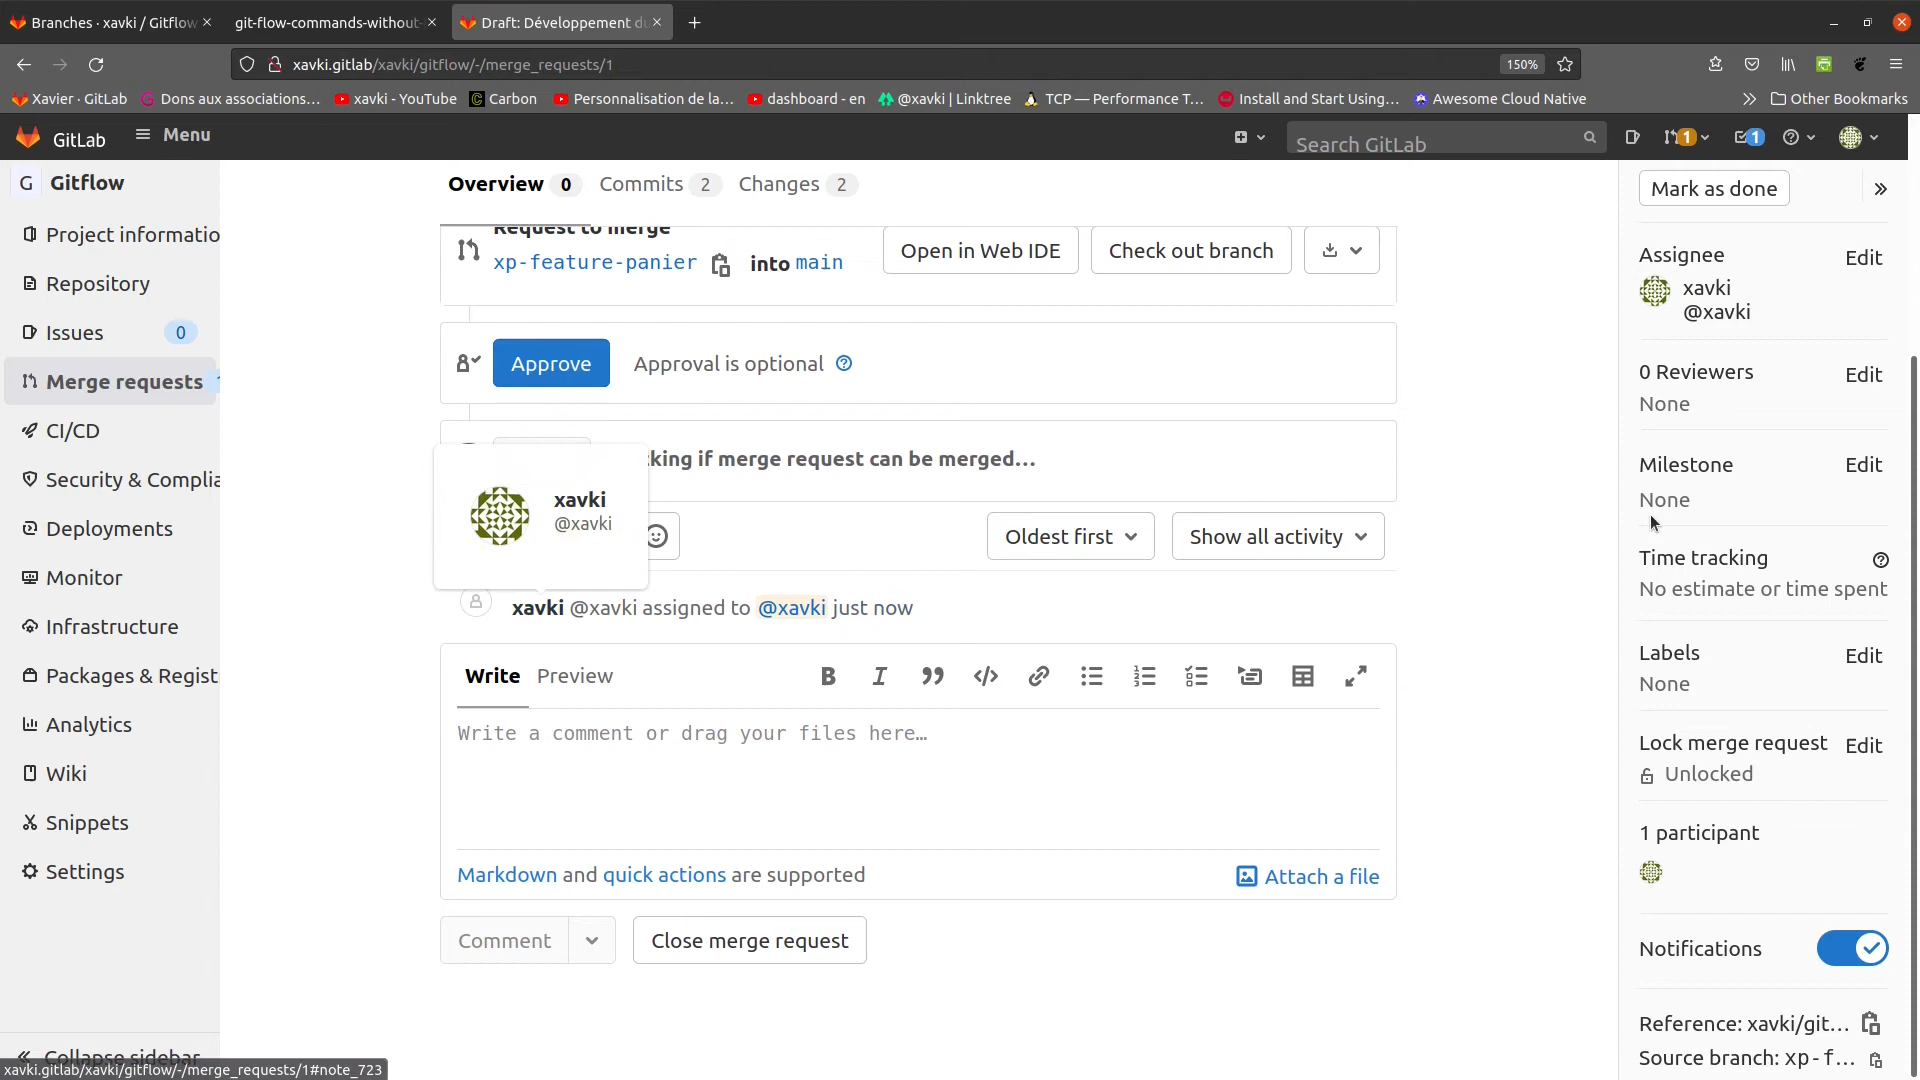 Branches · xavki / Gitflow
git-flow-commands-without-
Draft: Développement du
xavki.gitlab/xavki/gitflow/-/merge_requests/1
150%
Xavier · GitLab
Dons aux associations…
xavki - YouTube
Carbon
Personnalisation de la…
dashboard - en
@xavki | Linktree
TCP — Performance T…
Install and Start Using…
Awesome Cloud Native
Other Bookmarks
GitLab
Menu
Search GitLab
1
1
G Gitflow
Project informatio
Repository
Issues 0
Merge requests
CI/CD
Security & Complia
Deployments
Monitor
Infrastructure
Packages & Regist
Analytics
Wiki
Snippets
Settings
Collapse sidebar
xavki.gitlab/xavki/gitflow/-/merge_requests/1#note_723
Overview 0 Commits 2 Changes 2
Request to merge
xp-feature-panier into main
Open in Web IDE
Check out branch
Approve
Approval is optional
king if merge request can be merged…
xavki
@xavki
Oldest first
Show all activity
xavki @xavki assigned to @xavki just now
Write Preview
Write a comment or drag your files here…
Markdown and quick actions are supported
Attach a file
Comment
Close merge request
Mark as done
Assignee Edit
xavki
@xavki
0 Reviewers Edit
None
Milestone Edit
None
Time tracking
No estimate or time spent
Labels Edit
None
Lock merge request Edit
Unlocked
1 participant
Notifications
Reference: xavki/git…
Source branch: xp-f…